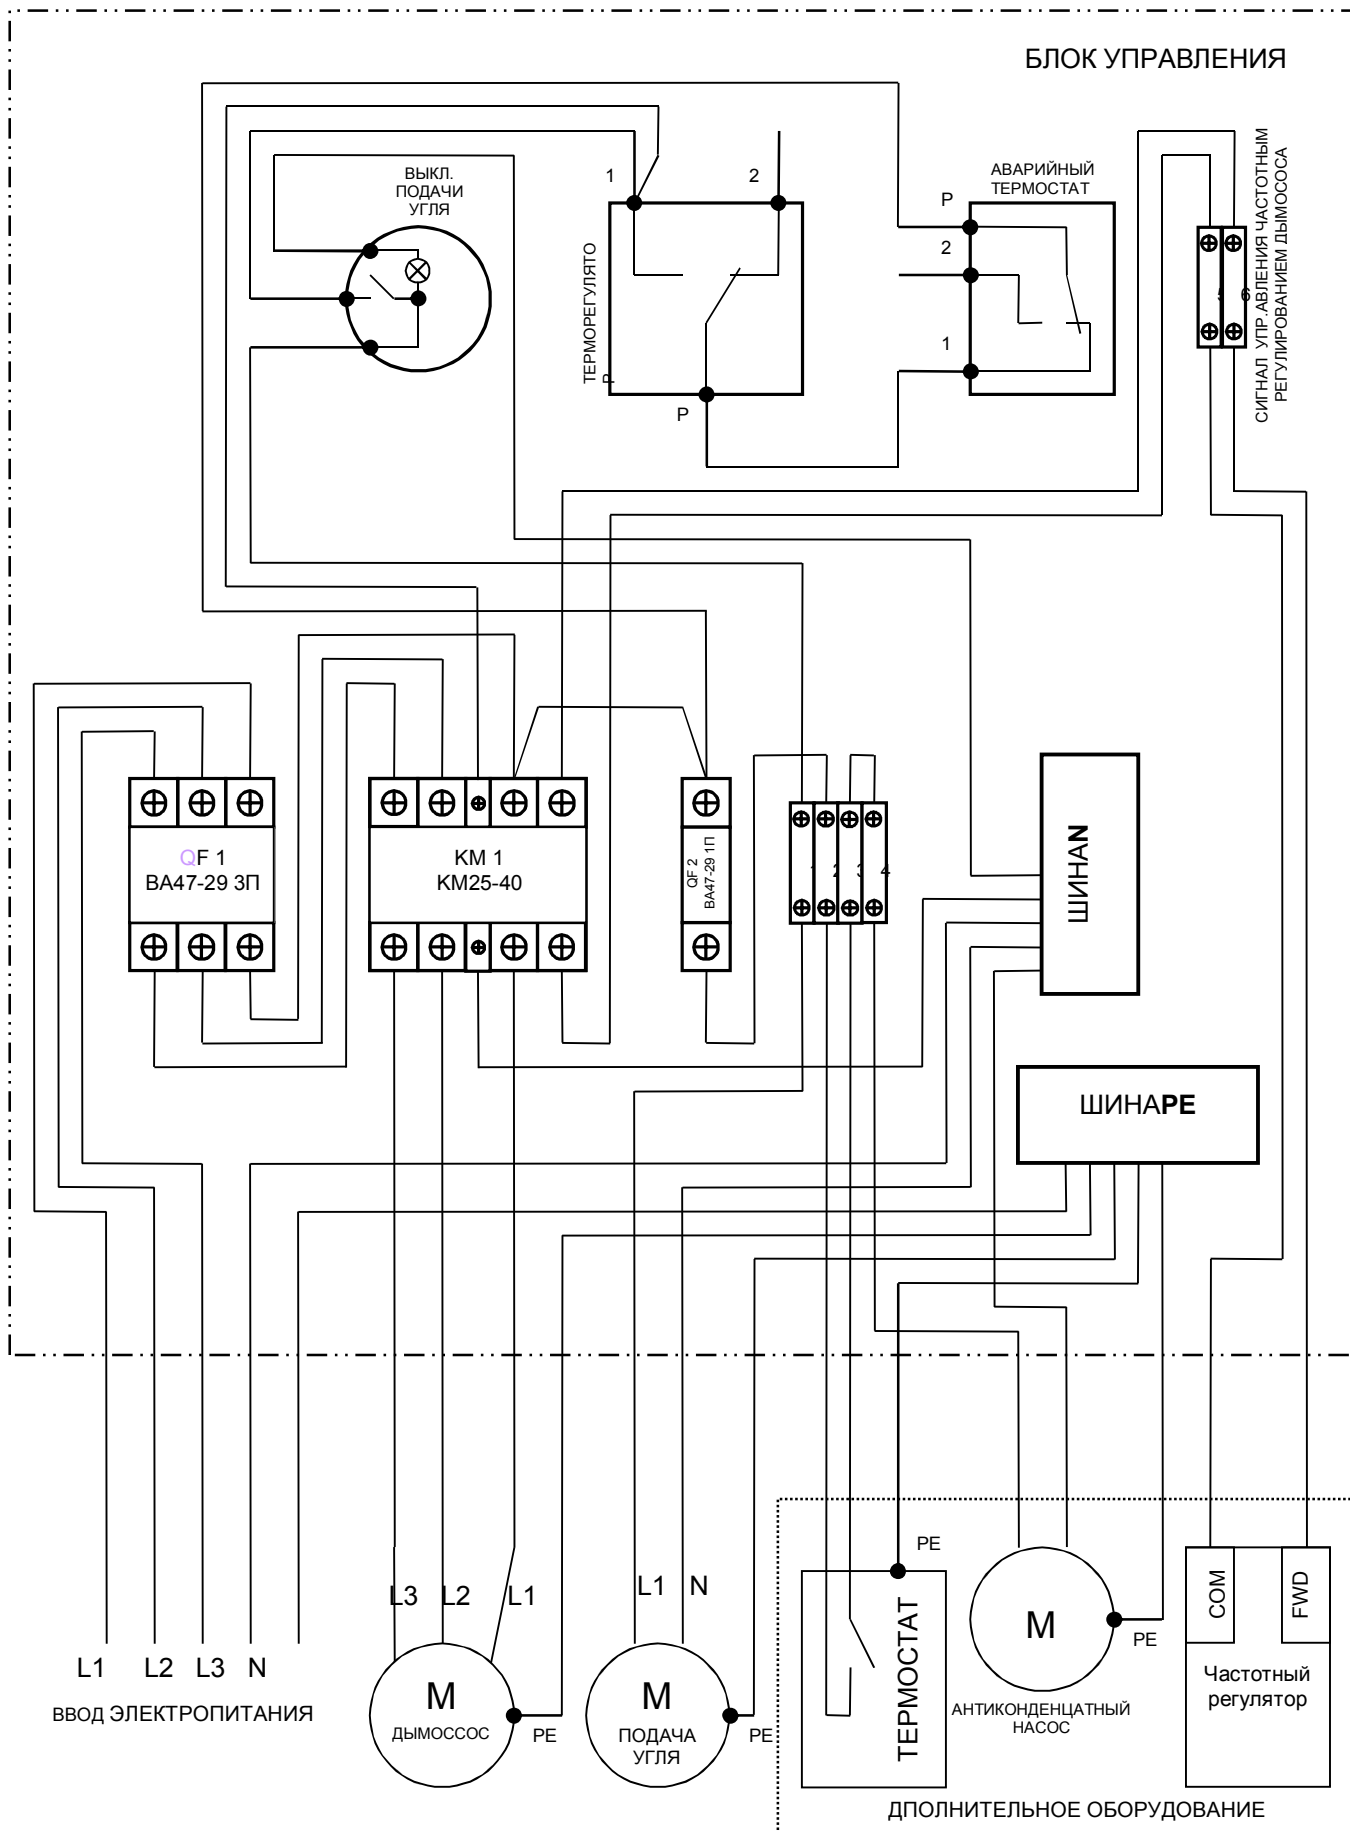 БЛОК УПРАВЛЕНИЯ
ВЫКЛ.
ПОДАЧИ
УГЛЯ
1
2
ТЕРМОРЕГУЛЯТО
Р
P
АВАРИЙНЫЙ
ТЕРМОСТАТ
P
2
1
СИГНАЛ УПР.АВЛЕНИЯ ЧАСТОТНЫМ
РЕГУЛИРОВАНИЕМ ДЫМОСОСА
5
6
QF 1
ВА47-29 3П
КМ 1
КМ25-40
QF 2
ВА47-29 1П
2
3
4
ШИНАN
ШИНАPE
L1
L2
L3
N
ВВОД ЭЛЕКТРОПИТАНИЯ
L3
L2
L1
М
ДЫМОССОС
PE
L1
N
М
ПОДАЧА
УГЛЯ
PE
PE
ТЕРМОСТАТ
М
PE
АНТИКОНДЕНЦАТНЫЙ
НАСОС
COM
FWD
Частотный
регулятор
ДПОЛНИТЕЛЬНОЕ ОБОРУДОВАНИЕ